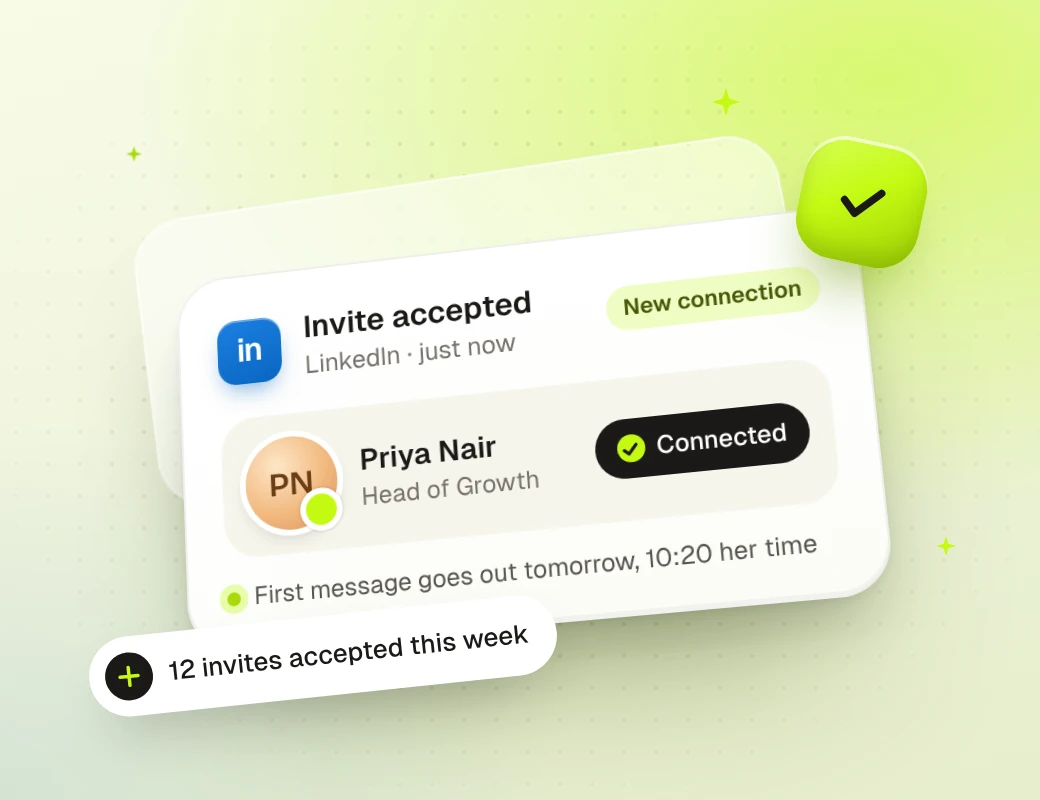 in
Invite accepted
LinkedIn · just now
New connection
PN
Priya Nair
Head of Growth
Connected
First message goes out tomorrow, 10:20 her time
12 invites accepted this week